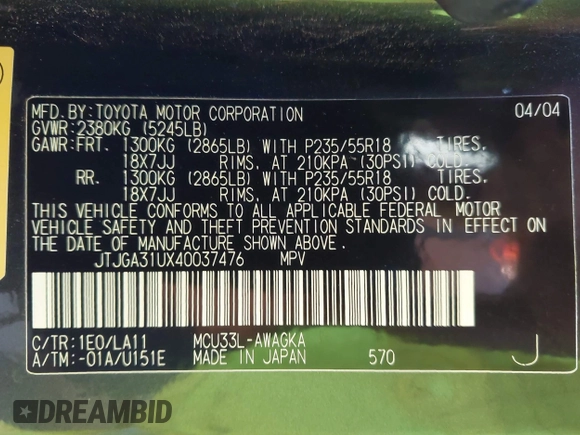 MFD.BY:TOYOTA MOTOR CORPORATION 04/04
GVWR:2380KG (5245LB)
GAWR:FRT. 1300KG (2865LB) WITH P235/55R18 TIRES.
18X7JJ RIMS, AT 210KPA (30PSI) COLD.
RR. 1300KG (2865LB) WITH P235/55R18 TIRES.
18X7JJ RIMS, AT 210KPA (30PSI) COLD.
THIS VEHICLE CONFORMS TO ALL APPLICABLE FEDERAL MOTOR
VEHICLE SAFETY AND THEFT PREVENTION STANDARDS IN EFFECT ON
THE DATE OF MANUFACTURE SHOWN ABOVE.
JTJGA31UX40037476 MPV
C/TR:1E0/LA11 MCU33L-AWAGKA
A/TM:-01A/U151E MADE IN JAPAN 570 J
DREAMBID